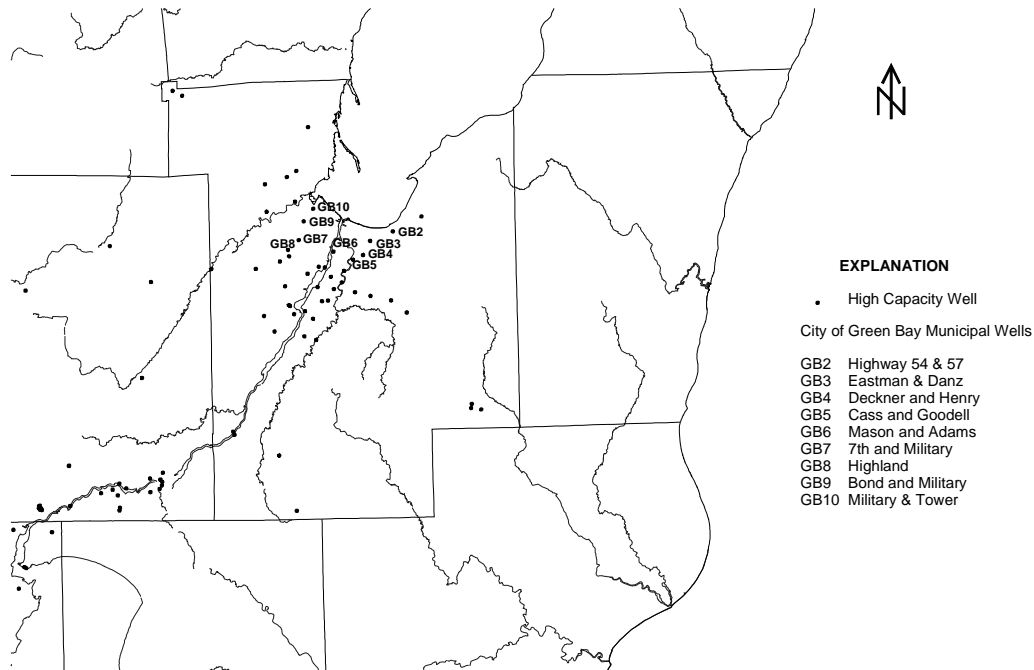 N
GB10
GB9
GB2
GB8 GB7 GB6 GB3
GB4
GB5
EXPLANATION
High Capacity Well
City of Green Bay Municipal Wells
GB2 Highway 54 & 57
GB3 Eastman & Danz
GB4 Deckner and Henry
GB5 Cass and Goodell
GB6 Mason and Adams
GB7 7th and Military
GB8 Highland
GB9 Bond and Military
GB10 Military & Tower